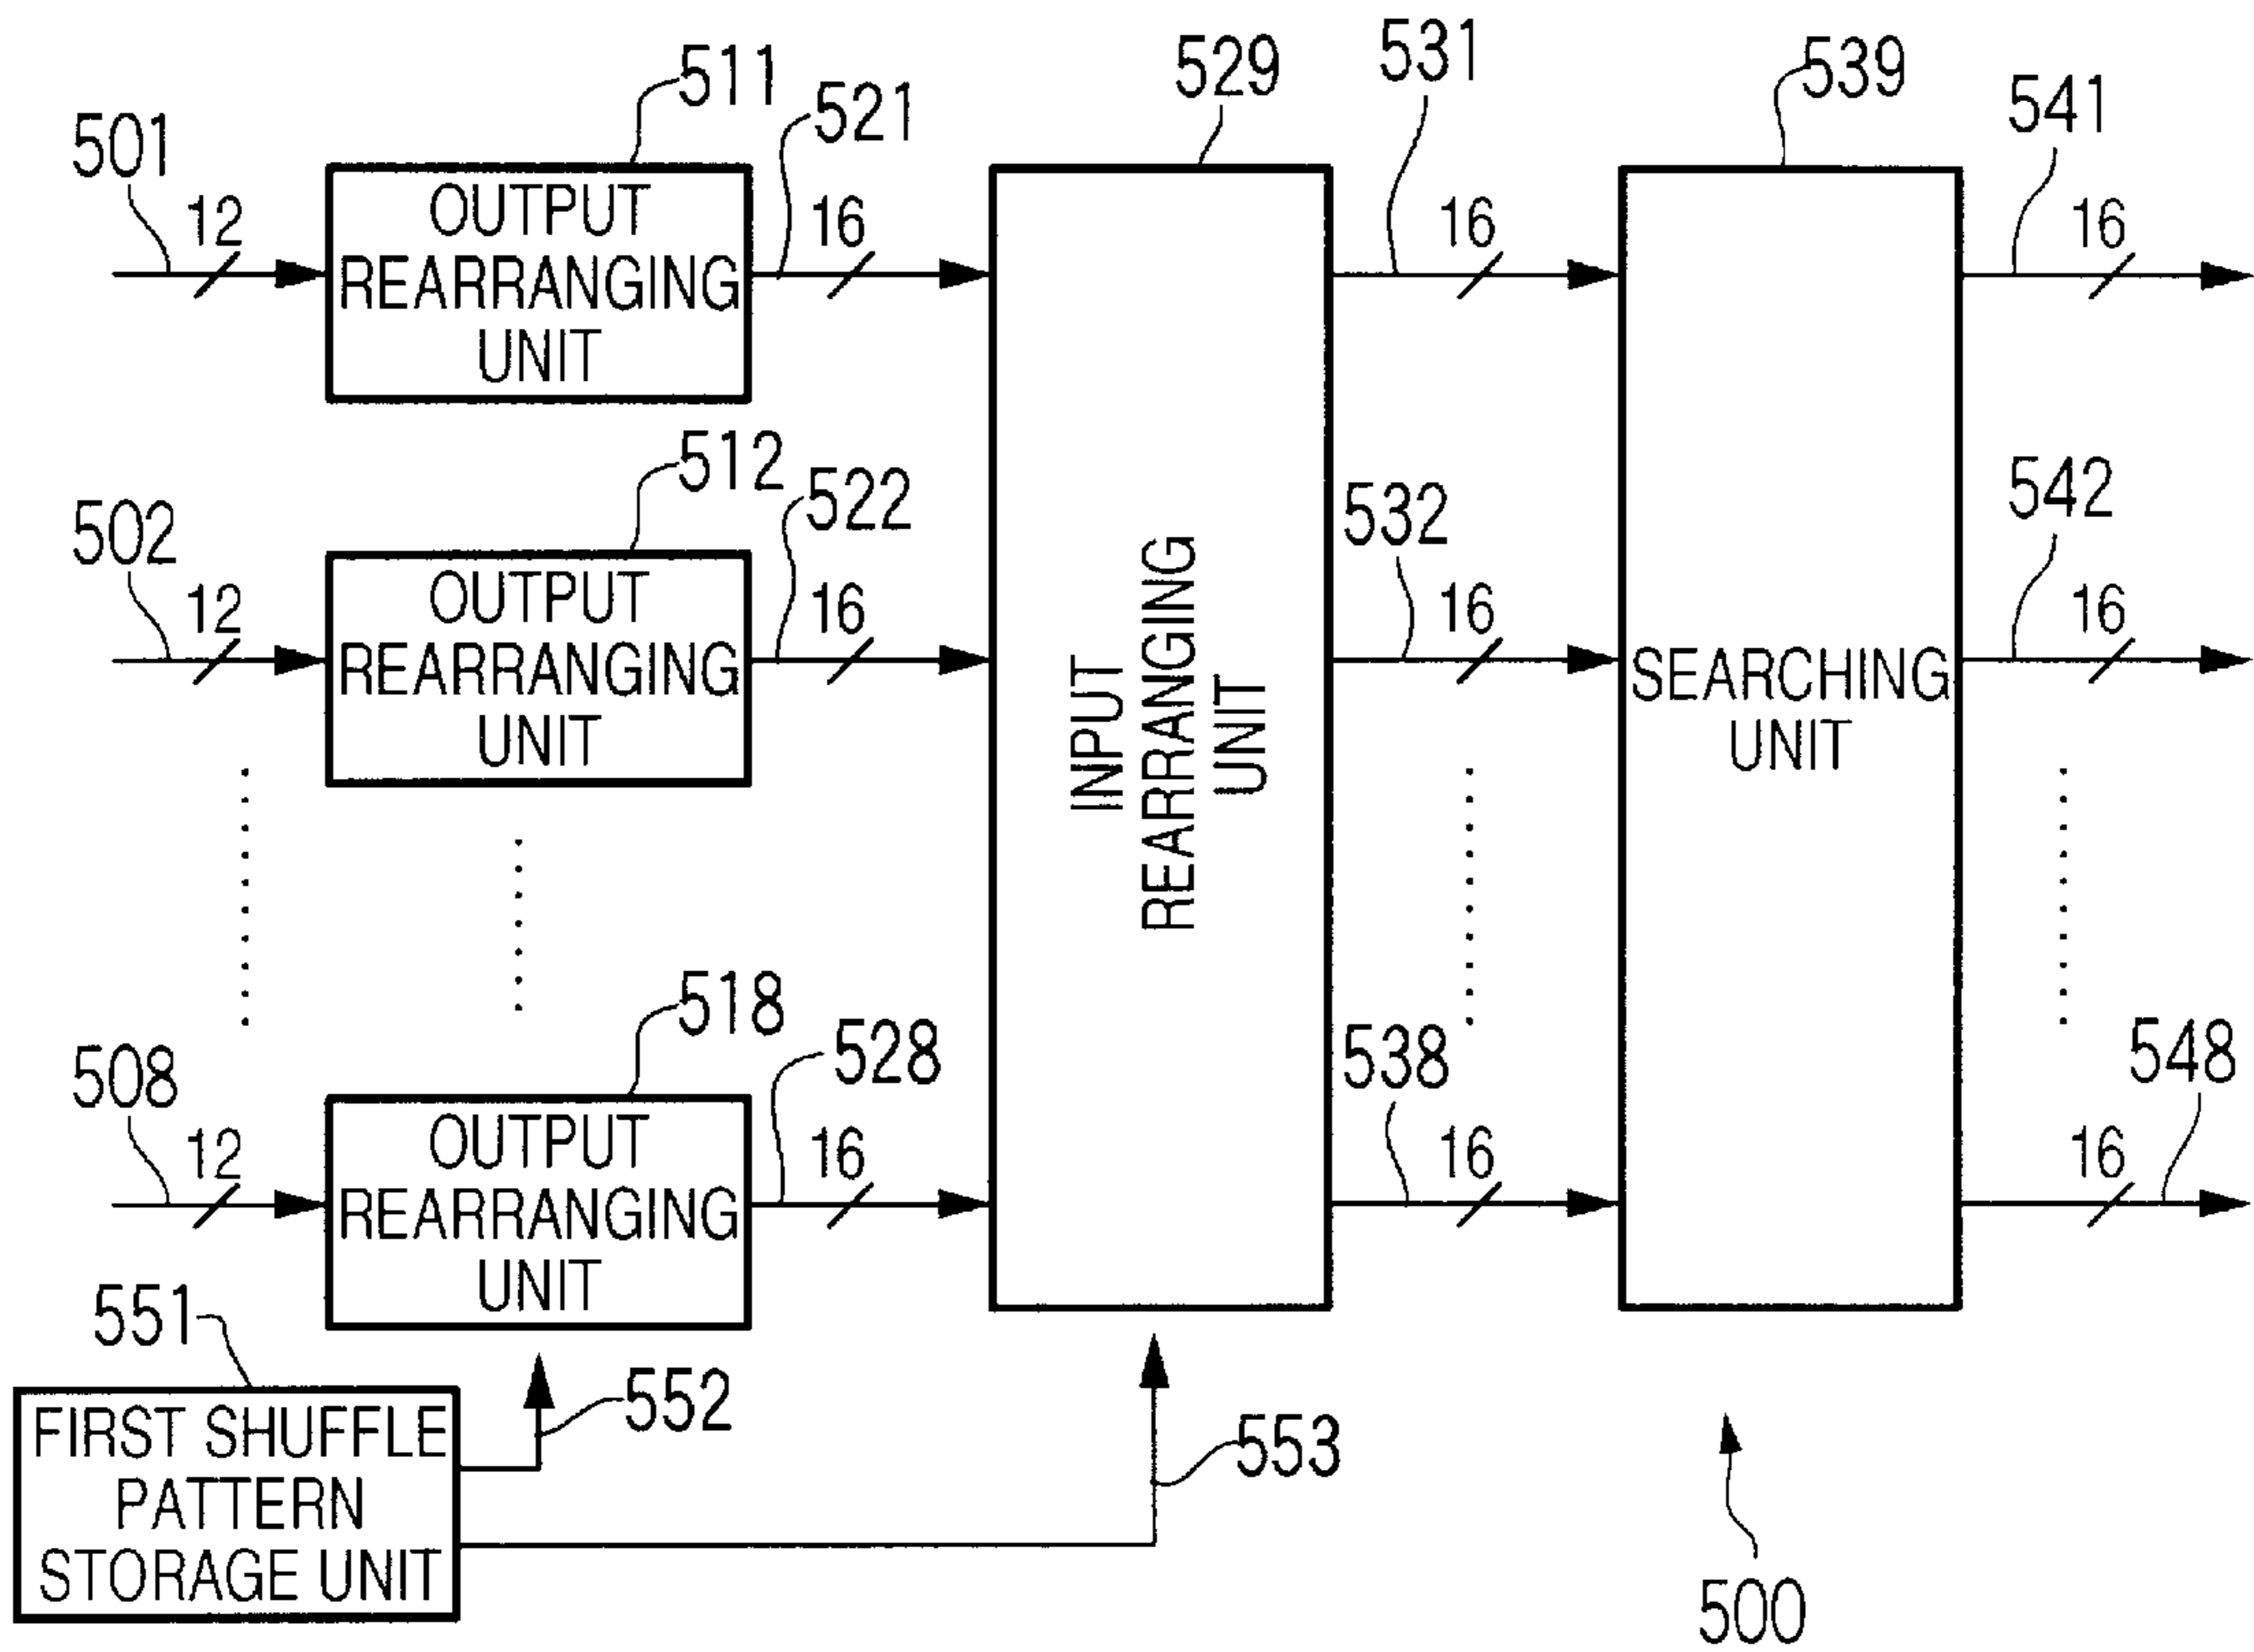 511
529
531
539
521
541
501
12
OUTPUT
REARRANGING
UNIT
16
16
16
512
522
532
542
502
12
OUTPUT
REARRANGING
UNIT
16
16
16
INPUT
REARRANGING
UNIT
SEARCHING
UNIT
518
528
538
548
508
12
OUTPUT
REARRANGING
UNIT
16
16
16
551
552
553
FIRST SHUFFLE
PATTERN
STORAGE UNIT
500